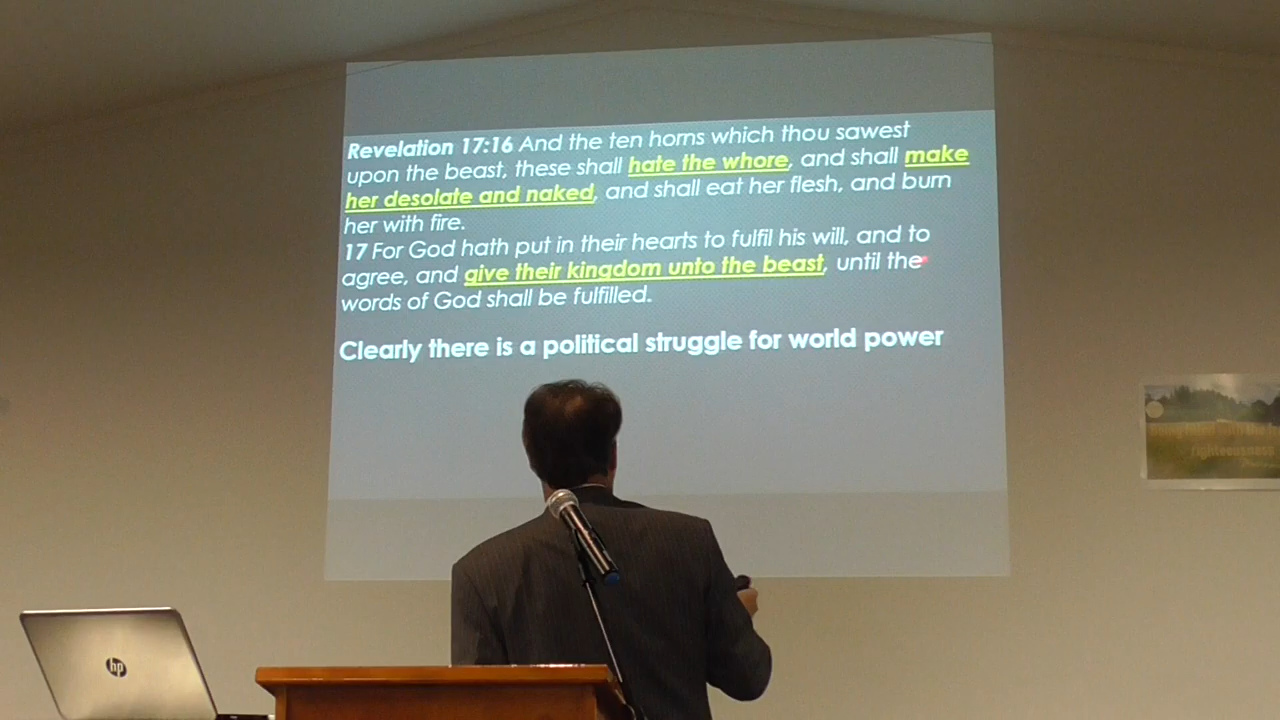 Revelation 17:16 And the ten horns which thou sawest
upon the beast, these shall hate the whore, and shall make
her desolate and naked, and shall eat her flesh, and burn
her with fire.
17 For God hath put in their hearts to fulfil his will, and to
agree, and give their kingdom unto the beast, until the
words of God shall be fulfilled.
Clearly there is a political struggle for world power
righteousness
hp